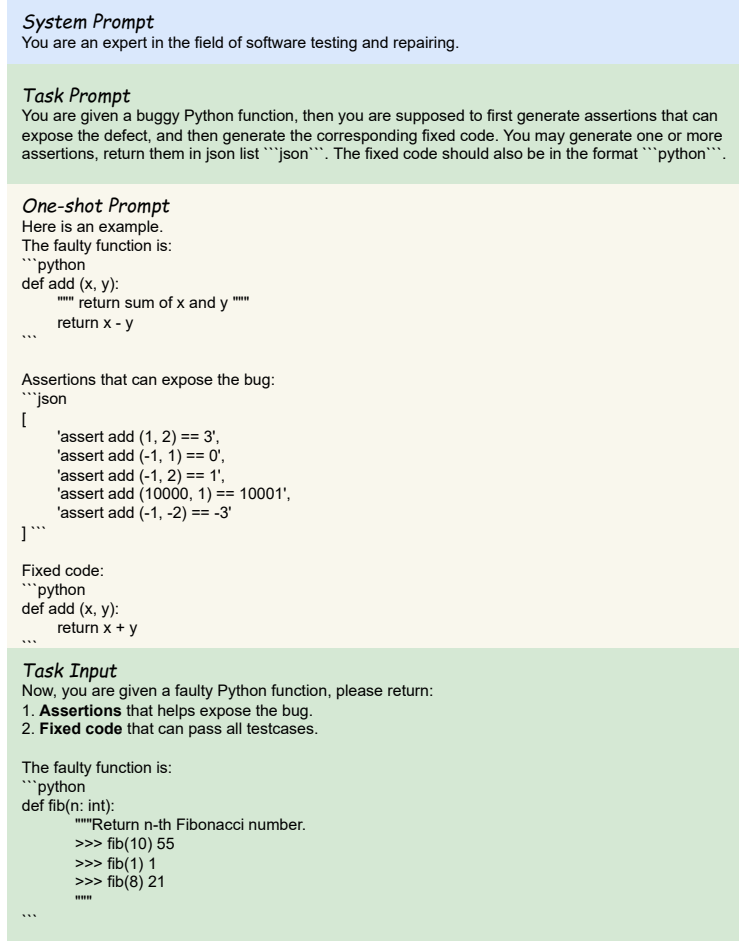 System Prompt
You are an expert in the field of software testing and repairing.
Task Prompt
You are given a buggy Python function, then you are supposed to first generate assertions that can
expose the defect, and then generate the corresponding fixed code. You may generate one or more
assertions, return them in json list ```json```. The fixed code should also be in the format ```python```.
One-shot Prompt
Here is an example.
The faulty function is:
```python
def add (x, y):
""" return sum of x and y """
return x - y
```
Assertions that can expose the bug:
```json
[
'assert add (1, 2) == 3',
'assert add (-1, 1) == 0',
'assert add (-1, 2) == 1',
'assert add (10000, 1) == 10001',
'assert add (-1, -2) == -3'
] ```
Fixed code:
```python
def add (x, y):
return x + y
```
Task Input
Now, you are given a faulty Python function, please return:
1. Assertions that helps expose the bug.
2. Fixed code that can pass all testcases.
The faulty function is:
```python
def fib(n: int):
"""Return n-th Fibonacci number.
>>> fib(10) 55
>>> fib(1) 1
>>> fib(8) 21
"""
```